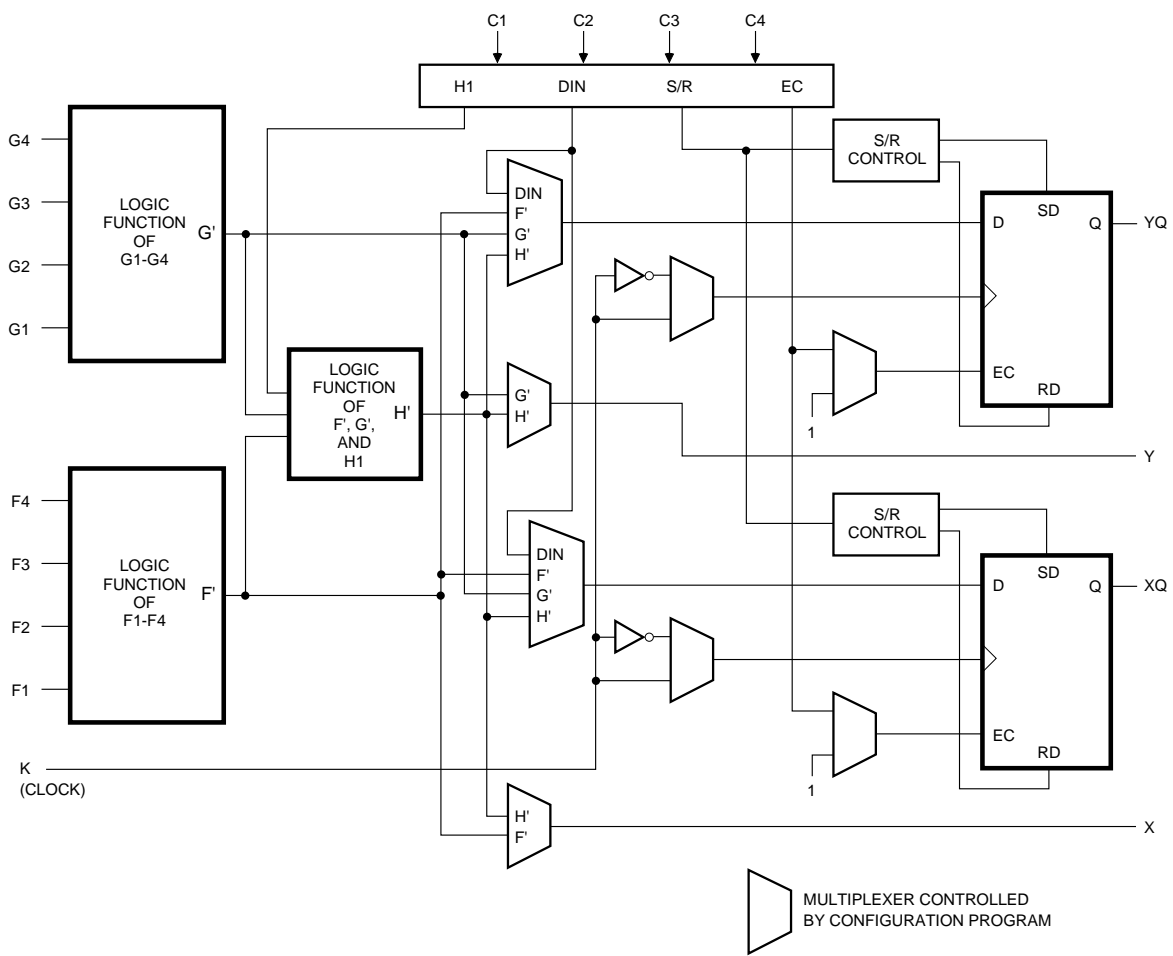 C1 C2 C3 C4
H1 DIN S/R EC
G4
G3
G2
G1
LOGIC
FUNCTION
OF
G1-G4
G'
DIN
F'
G'
H'
S/R
CONTROL
SD
D
Q
YQ
EC
RD
1
LOGIC
FUNCTION
OF
F', G',
AND
H1
H'
G'
H'
Y
F4
F3
F2
F1
LOGIC
FUNCTION
OF
F1-F4
F'
DIN
F'
G'
H'
S/R
CONTROL
SD
D
Q
XQ
EC
RD
1
K
(CLOCK)
H'
F'
X
MULTIPLEXER CONTROLLED
BY CONFIGURATION PROGRAM